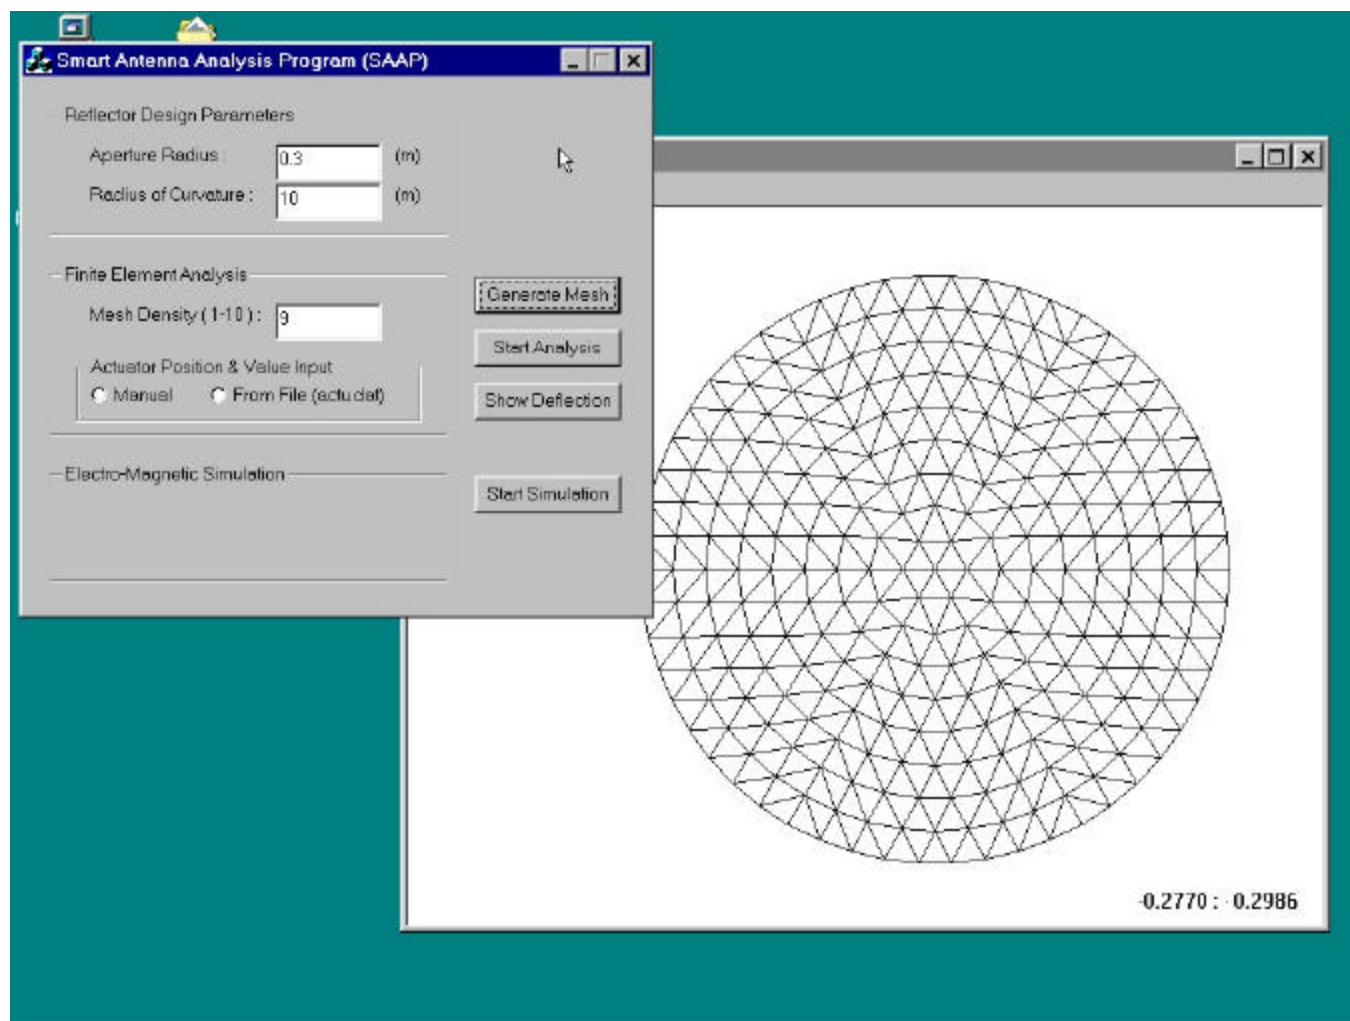 Smart Antenna Analysis Program (SAAP)
Reflector Design Parameters
Aperture Radius : 0.3 (m)
Radius of Curvature : 10 (m)
Finite Element Analysis
Mesh Density ( 1-10 ) : 9
Actuator Position & Value Input
Manual From File (actu.dat)
Generate Mesh
Start Analysis
Show Deflection
Electro-Magnetic Simulation
Start Simulation
-0.2770 : -0.2986